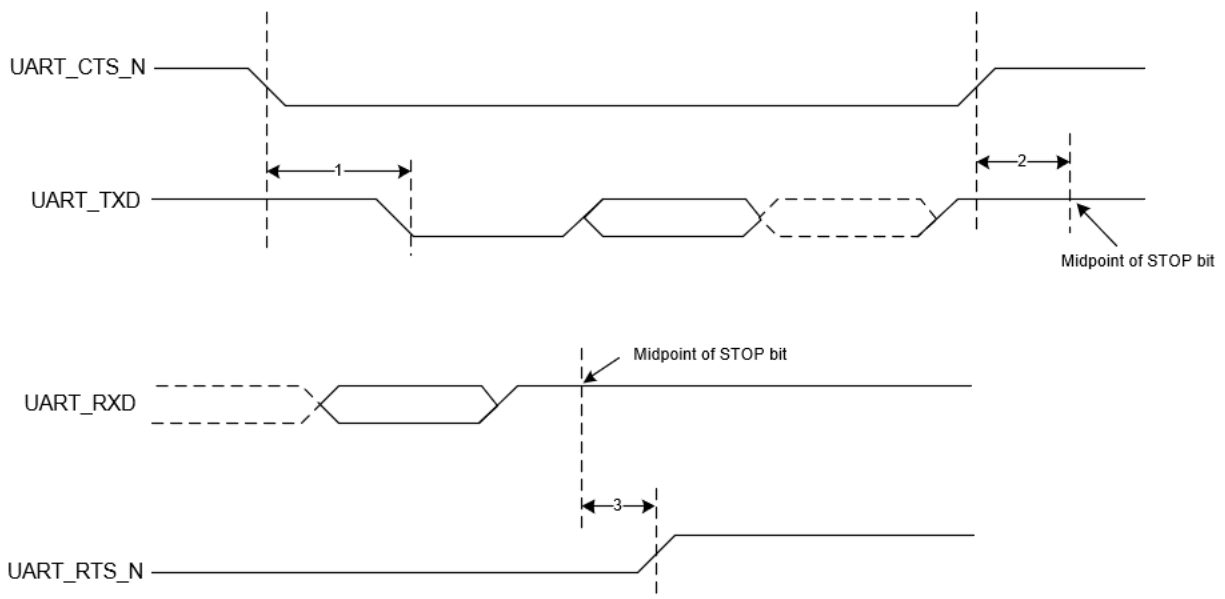 UART_CTS_N
1
2
UART_TXD
Midpoint of STOP bit
Midpoint of STOP bit
UART_RXD
3
UART_RTS_N